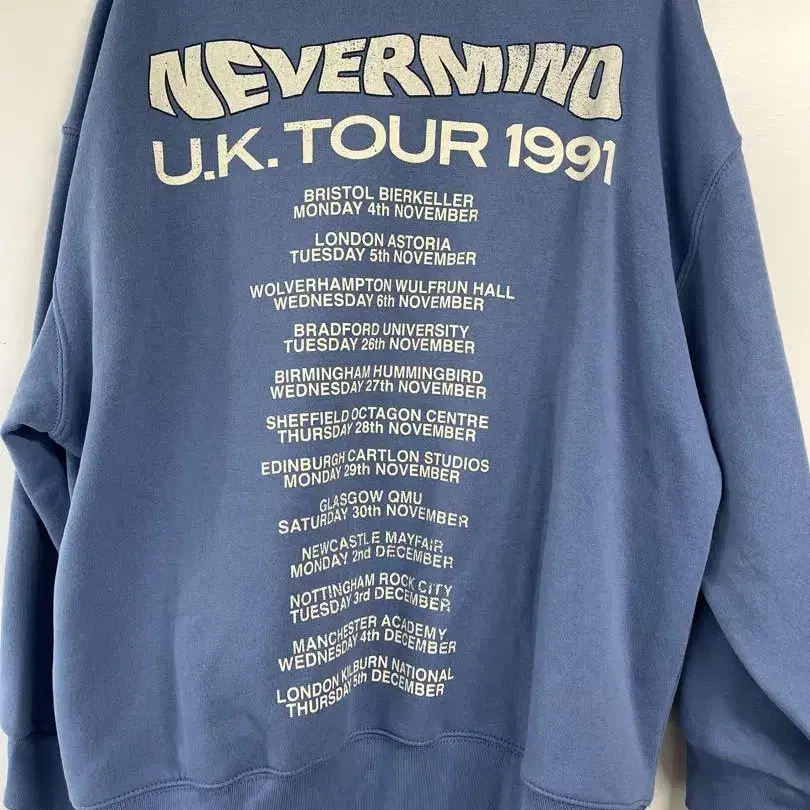 NEVERMIND
U.K. TOUR 1991
BRISTOL BIERKELLER
MONDAY 4th NOVEMBER
LONDON ASTORIA
TUESDAY 5th NOVEMBER
WOLVERHAMPTON WULFRUN HALL
WEDNESDAY 6th NOVEMBER
BRADFORD UNIVERSITY
TUESDAY 26th NOVEMBER
BIRMINGHAM HUMMINGBIRD
WEDNESDAY 27th NOVEMBER
SHEFFIELD OCTAGON CENTRE
THURSDAY 28th NOVEMBER
EDINBURGH CARTLON STUDIOS
MONDAY 29th NOVEMBER
GLASGOW QMU
SATURDAY 30th NOVEMBER
NEWCASTLE MAYFAIR
MONDAY 2nd DECEMBER
NOTTINGHAM ROCK CITY
TUESDAY 3rd DECEMBER
MANCHESTER ACADEMY
WEDNESDAY 4th DECEMBER
LONDON KILBURN NATIONAL
THURSDAY 5th DECEMBER